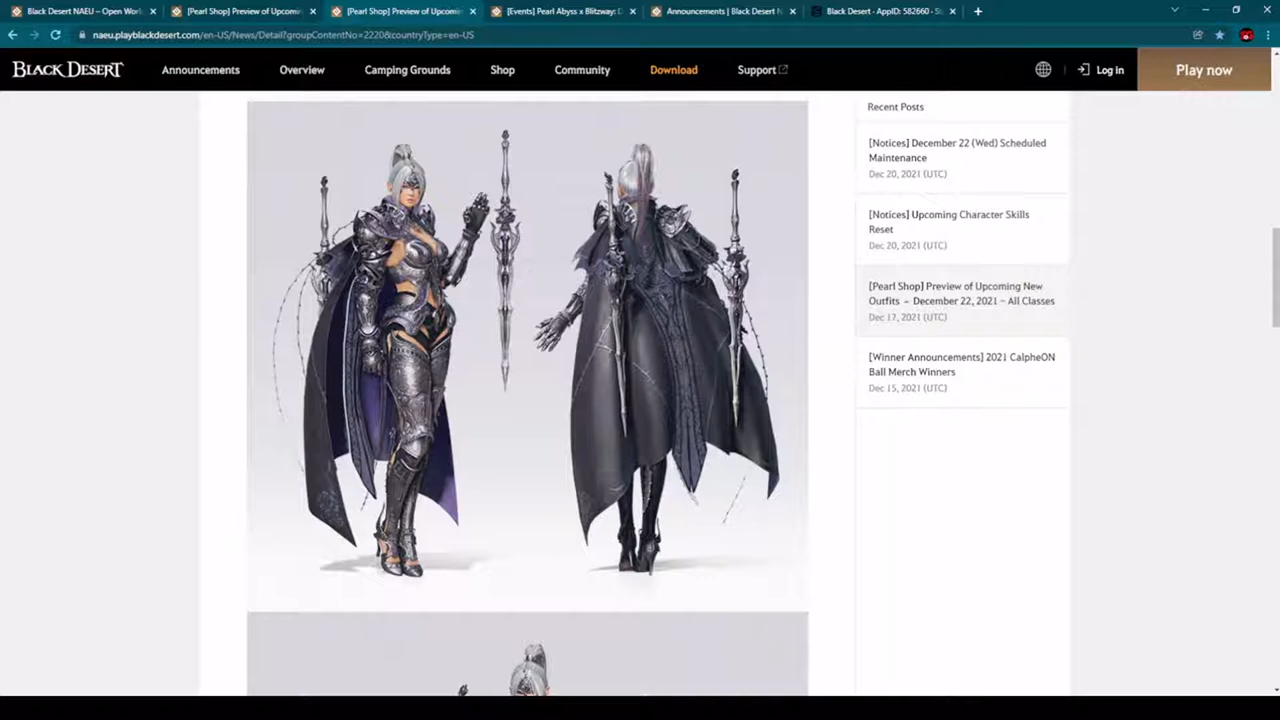 Black Desert NAEU – Open Worl
[Pearl Shop] Preview of Upcomin
[Pearl Shop] Preview of Upcomin
[Events] Pearl Abyss x Blitzway: D
Announcements | Black Desert N
Black Desert - AppID: 582660 - S
naeu.playblackdesert.com/en-US/News/Detail?groupContentNo=2220&countryType=en-US
BLACK DESERT
Announcements
Overview
Camping Grounds
Shop
Community
Download
Support
Log in
Play now
Recent Posts
[Notices] December 22 (Wed) Scheduled
Maintenance
Dec 20, 2021 (UTC)
[Notices] Upcoming Character Skills
Reset
Dec 20, 2021 (UTC)
[Pearl Shop] Preview of Upcoming New
Outfits – December 22, 2021 – All Classes
Dec 17, 2021 (UTC)
[Winner Announcements] 2021 CalpheON
Ball Merch Winners
Dec 15, 2021 (UTC)